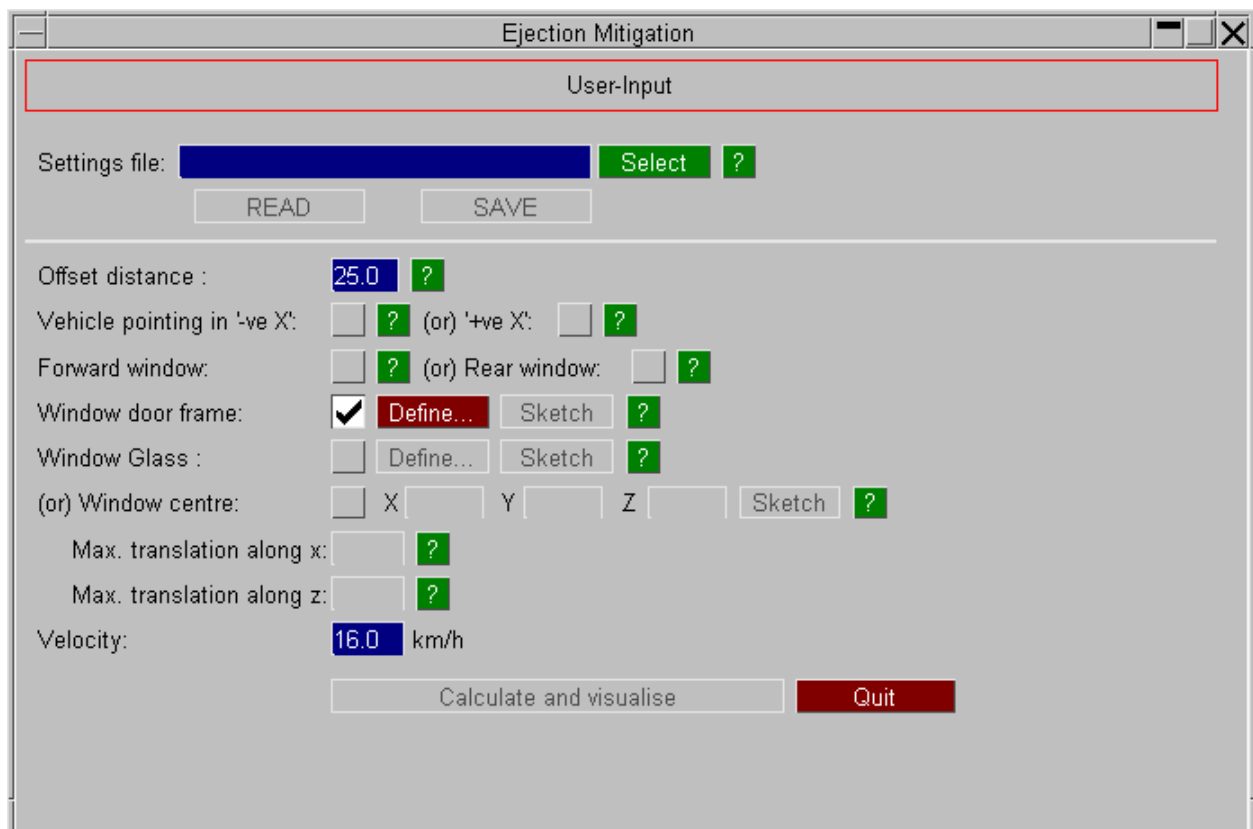 Ejection Mitigation
User-Input
Settings file: Select ?
READ SAVE
Offset distance : 25.0 ?
Vehicle pointing in '-ve X': ? (or) '+ve X': ?
Forward window: ? (or) Rear window: ?
Window door frame: Define... Sketch ?
Window Glass : Define... Sketch ?
(or) Window centre: X Y Z Sketch ?
Max. translation along x: ?
Max. translation along z: ?
Velocity: 16.0 km/h
Calculate and visualise Quit